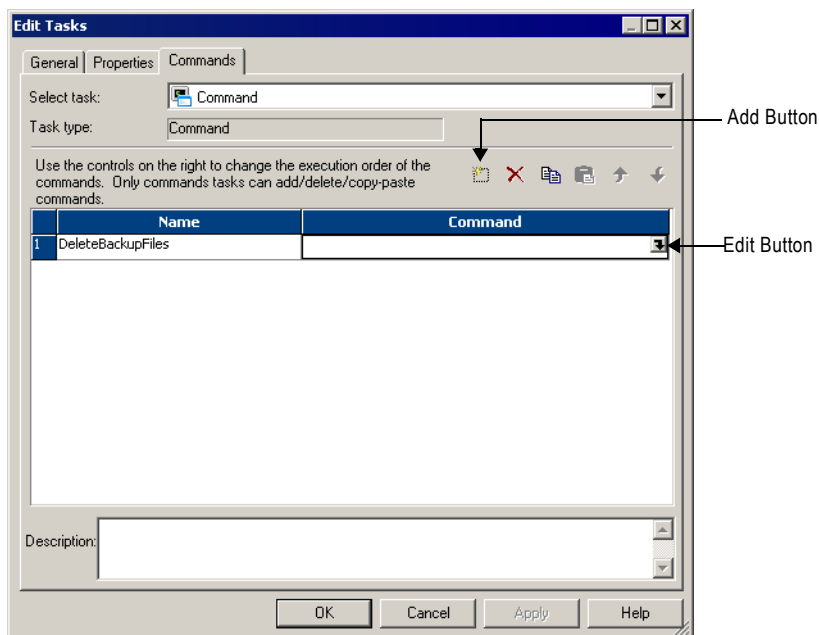 Edit Tasks
General Properties Commands
Select task: Command
Task type: Command
Add Button
Use the controls on the right to change the execution order of the
commands. Only commands tasks can add/delete/copy-paste
commands.
Name Command
1 DeleteBackupFiles
Edit Button
Description:
OK Cancel Apply Help